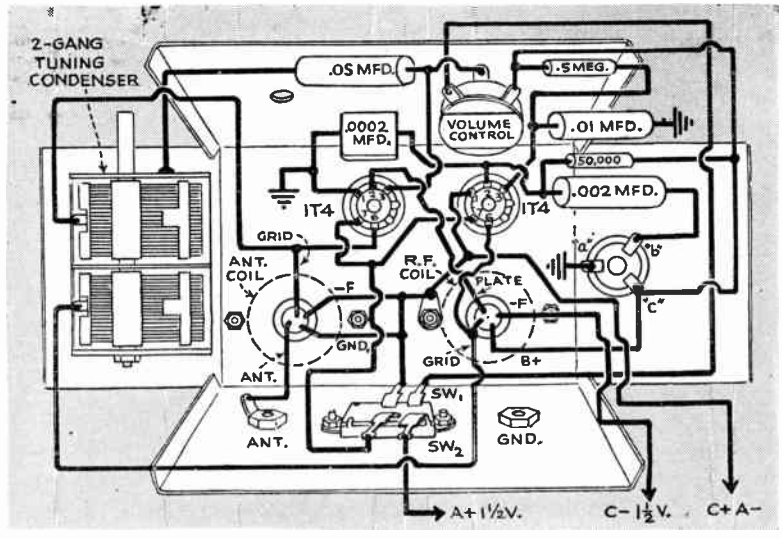 2-GANG
TUNING
CONDENSER
.05 MFD.
.5 MEG.
.0002
MFD.
VOLUME
CONTROL
.01 MFD.
50,000
.002 MFD.
1T4
1T4
"a"
"b"
"C"
GRID
ANT.
COIL
R.F.
COIL
PLATE
-F
-F
GND.
GRID
B+
ANT.
SW₁
ANT.
SW₂
GND.
A+1½V.
C-1½V.
C+A-